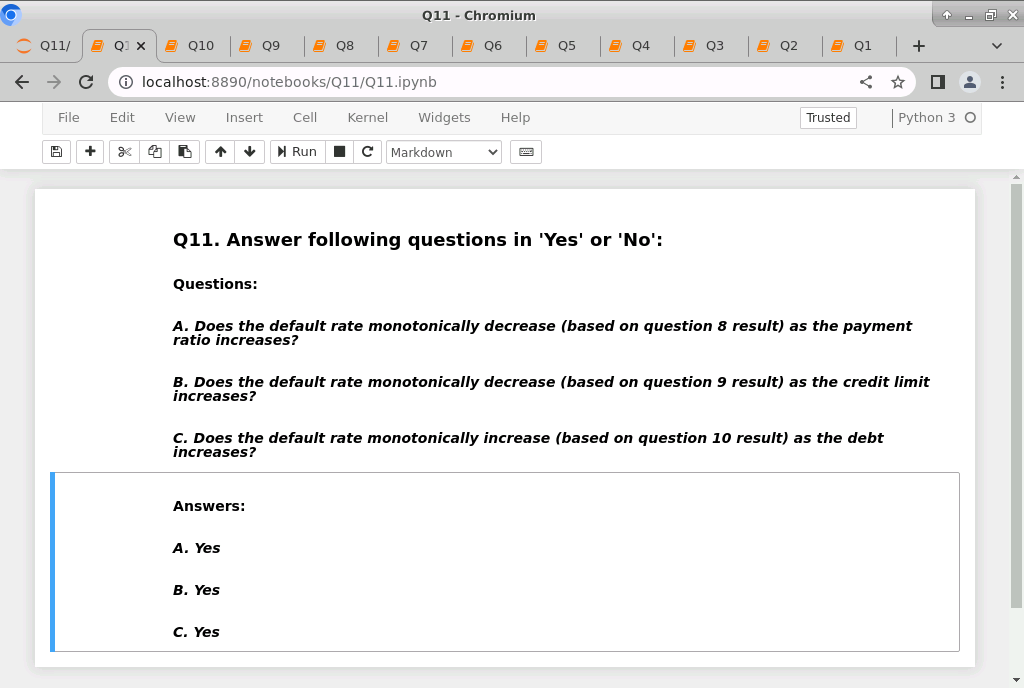 Q11 - Chromium
Q11/
Q1
Q10
Q9
Q8
Q7
Q6
Q5
Q4
Q3
Q2
Q1
localhost:8890/notebooks/Q11/Q11.ipynb
File Edit View Insert Cell Kernel Widgets Help Trusted Python 3
Run Markdown
Q11. Answer following questions in 'Yes' or 'No':
Questions:
A. Does the default rate monotonically decrease (based on question 8 result) as the payment
ratio increases?
B. Does the default rate monotonically decrease (based on question 9 result) as the credit limit
increases?
C. Does the default rate monotonically increase (based on question 10 result) as the debt
increases?
Answers:
A. Yes
B. Yes
C. Yes